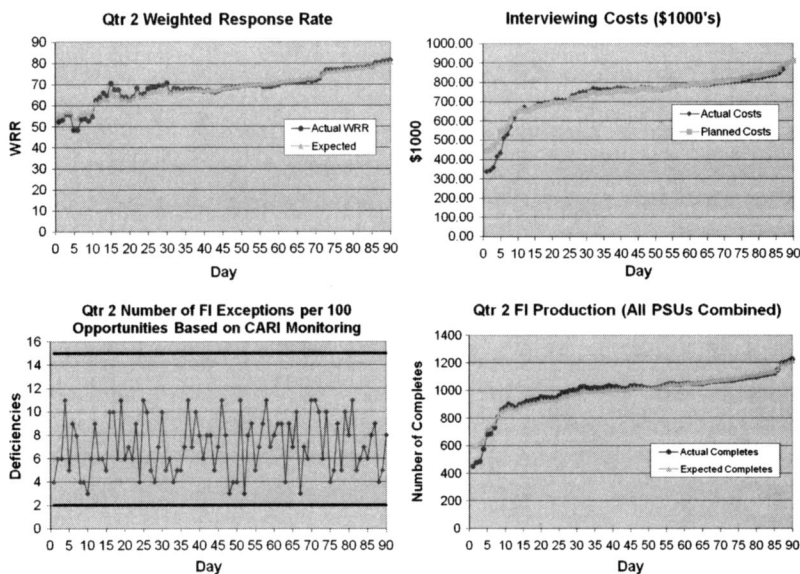 Qtr 2 Weighted Response Rate
90
80
70
60
50
40
30
20
10
0
WRR
Actual WRR
Expected
0 5 10 15 20 25 30 35 40 45 50 55 60 65 70 75 80 85 90
Day
Interviewing Costs ($1000's)
1000.00
900.00
800.00
700.00
600.00
500.00
400.00
300.00
200.00
100.00
0.00
$1000
Actual Costs
Planned Costs
0 5 10 15 20 25 30 35 40 45 50 55 60 65 70 75 80 85 90
Day
Qtr 2 Number of FI Exceptions per 100
Opportunities Based on CARI Monitoring
16
14
12
10
8
6
4
2
0
Deficiencies
0 5 10 15 20 25 30 35 40 45 50 55 60 65 70 75 80 85 90
Day
Qtr 2 FI Production (All PSUs Combined)
1400
1200
1000
800
600
400
200
0
Number of Completes
Actual Completes
Expected Completes
0 5 10 15 20 25 30 35 40 45 50 55 60 65 70 75 80 85 90
Day